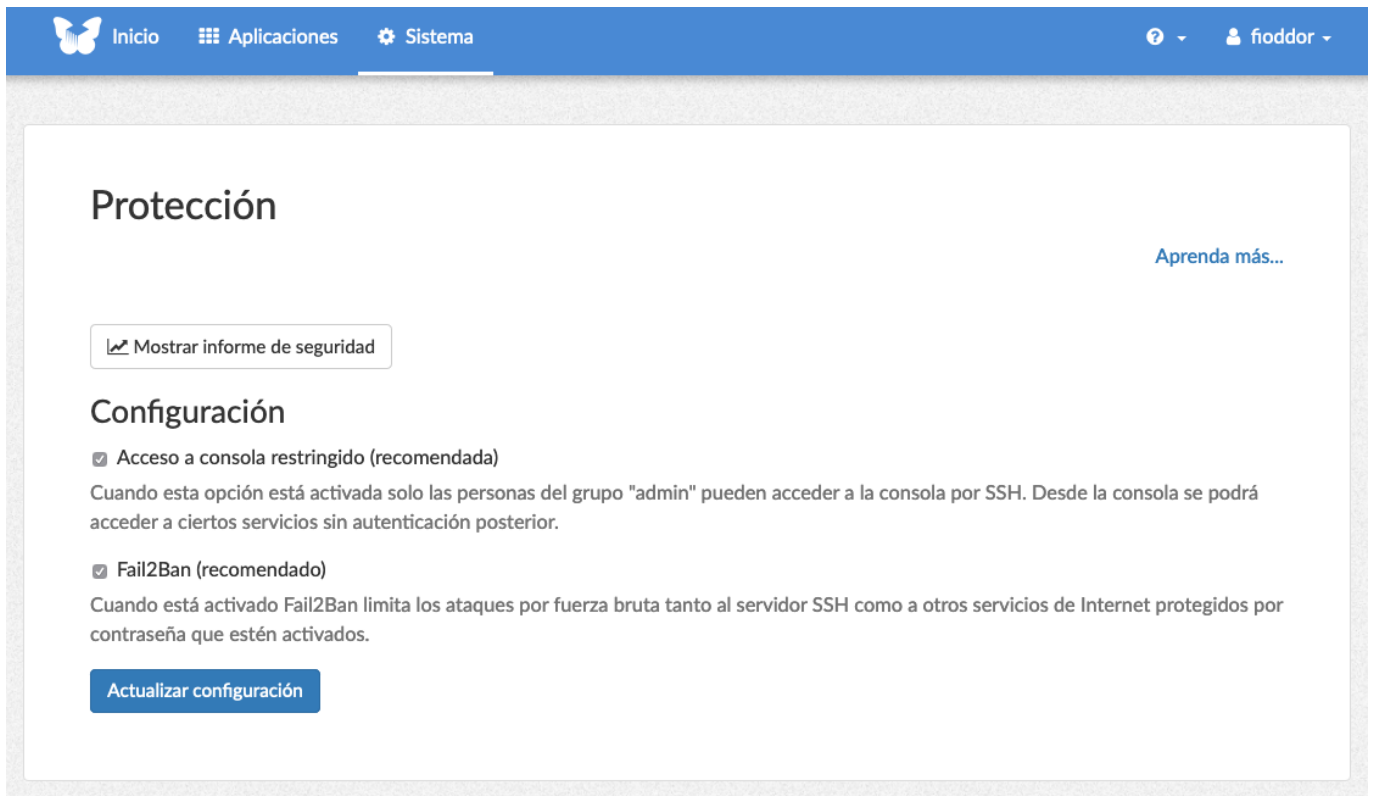 Inicio Aplicaciones Sistema fioddor
Protección
Aprenda más...
Mostrar informe de seguridad
Configuración
Acceso a consola restringido (recomendada)
Cuando esta opción está activada solo las personas del grupo "admin" pueden acceder a la consola por SSH. Desde la consola se podrá
acceder a ciertos servicios sin autenticación posterior.
Fail2Ban (recomendado)
Cuando está activado Fail2Ban limita los ataques por fuerza bruta tanto al servidor SSH como a otros servicios de Internet protegidos por
contraseña que estén activados.
Actualizar configuración